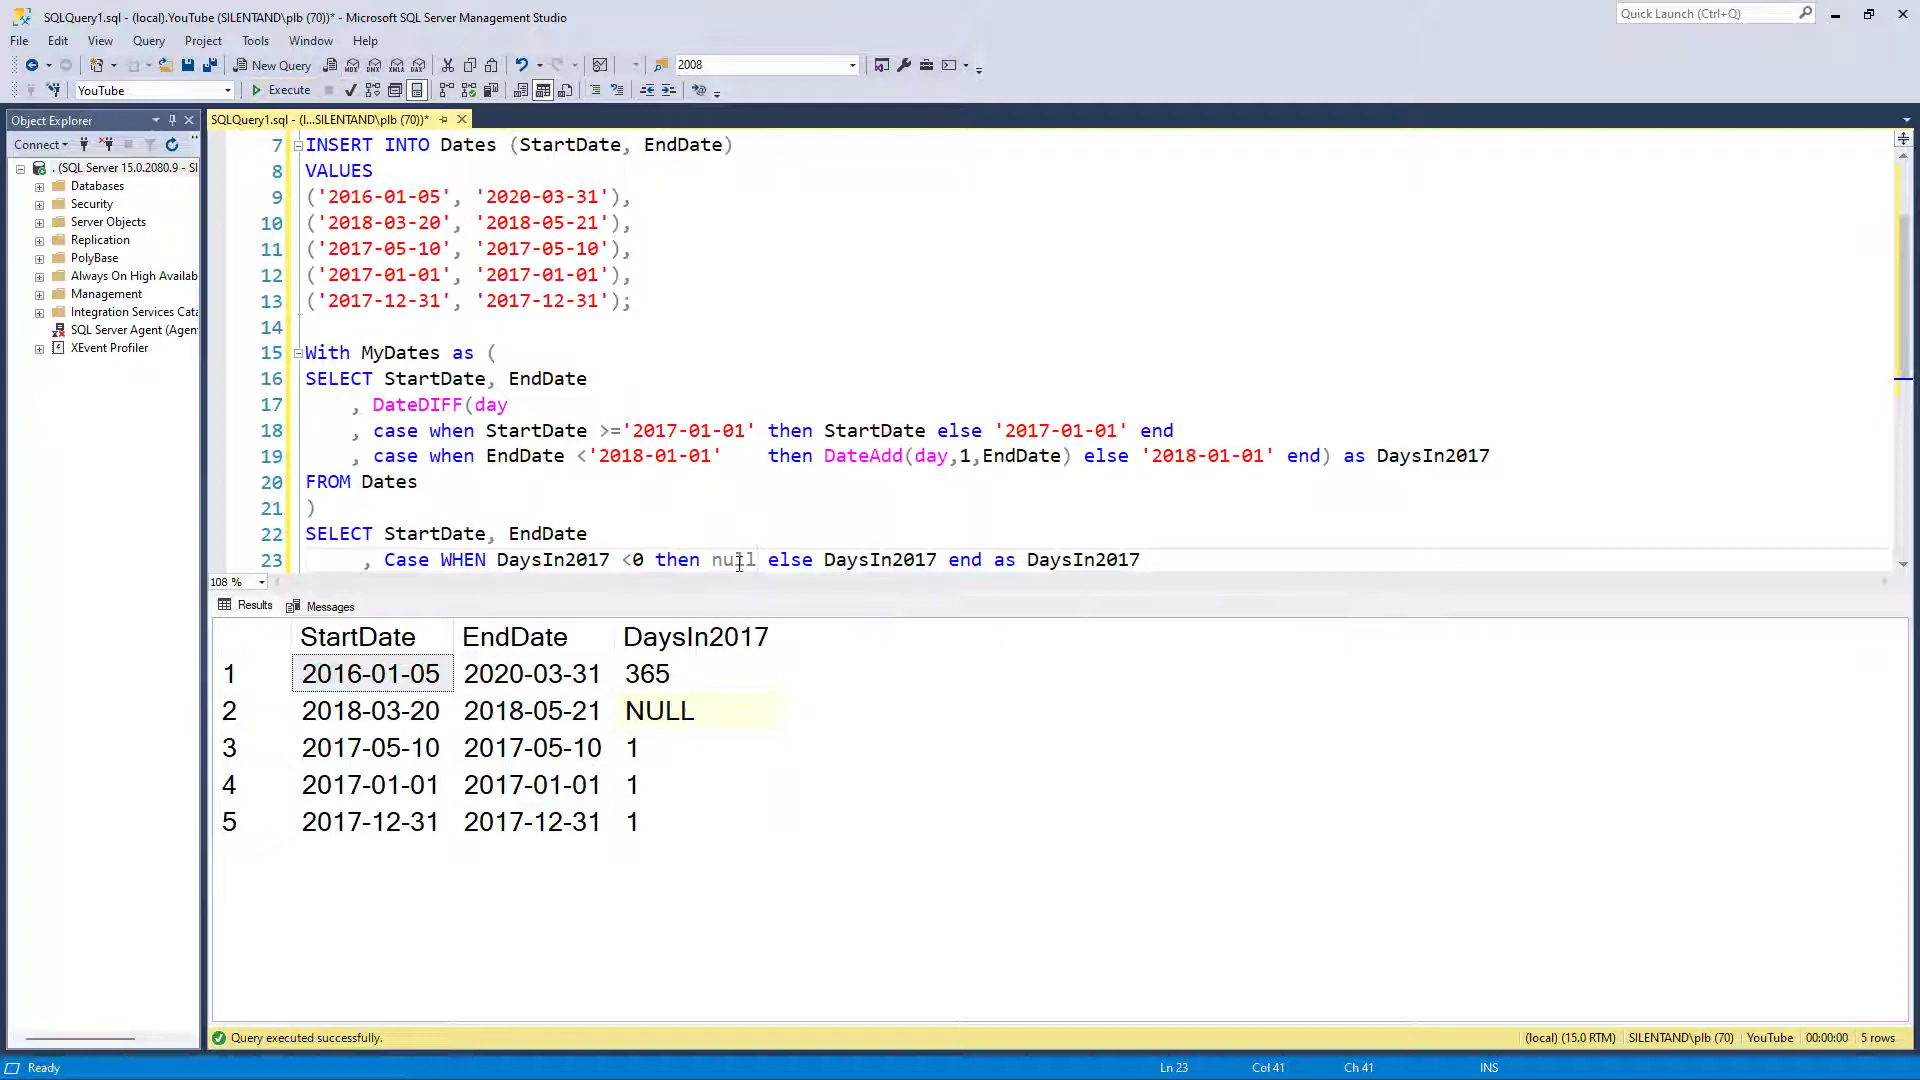 SQLQuery1.sql - (local).YouTube (SILENTAND\plb (70))* - Microsoft SQL Server Management Studio
Quick Launch (Ctrl+Q)
File Edit View Query Project Tools Window Help
New Query
2008
YouTube
Execute
Object Explorer
SQLQuery1.sql - (l...SILENTAND\plb (70))*
Connect
. (SQL Server 15.0.2080.9 - SI
Databases
Security
Server Objects
Replication
PolyBase
Always On High Availab
Management
Integration Services Cata
SQL Server Agent (Agen
XEvent Profiler
7 INSERT INTO Dates (StartDate, EndDate)
8 VALUES
9 ('2016-01-05', '2020-03-31'),
10 ('2018-03-20', '2018-05-21'),
11 ('2017-05-10', '2017-05-10'),
12 ('2017-01-01', '2017-01-01'),
13 ('2017-12-31', '2017-12-31');
14
15 With MyDates as (
16 SELECT StartDate, EndDate
17 , DateDIFF(day
18 , case when StartDate >='2017-01-01' then StartDate else '2017-01-01' end
19 , case when EndDate <'2018-01-01' then DateAdd(day,1,EndDate) else '2018-01-01' end) as DaysIn2017
20 FROM Dates
21 )
22 SELECT StartDate, EndDate
23 , Case WHEN DaysIn2017 <0 then null else DaysIn2017 end as DaysIn2017
108 %
Results Messages
StartDate EndDate DaysIn2017
1 2016-01-05 2020-03-31 365
2 2018-03-20 2018-05-21 NULL
3 2017-05-10 2017-05-10 1
4 2017-01-01 2017-01-01 1
5 2017-12-31 2017-12-31 1
Query executed successfully.
(local) (15.0 RTM) SILENTAND\plb (70) YouTube 00:00:00 5 rows
Ready
Ln 23 Col 41 Ch 41 INS